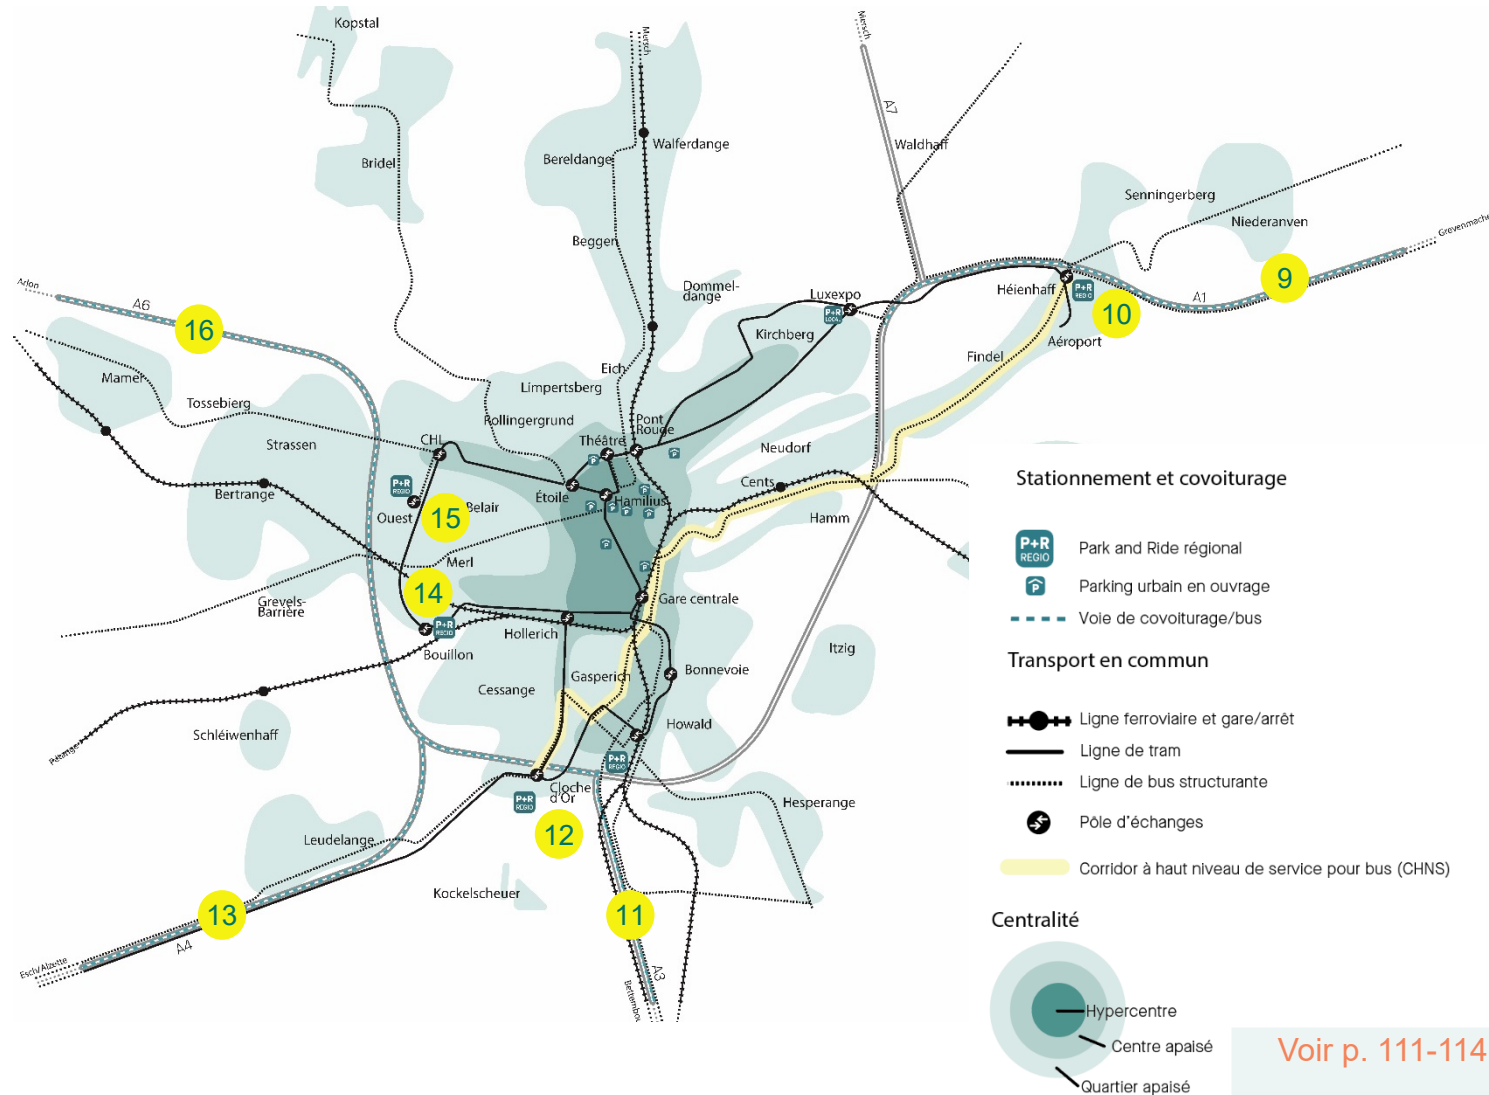 Kopstal
Mersch
Miersch
A7
Waldhaff
Walferdange
Bereldange
Bridel
Senningerberg
Niederanven
Grevenmacher
Beggen
Dommel-
dange
Luxexpo
Héienhaff
P+R
REGIO
A1
9
10
Arlon
A6
16
P+R
LOCAL
Kirchberg
Aéroport
Findel
Mamer
Tossebierg
Eich
Limpertsberg
Rollingergrund
Pont
Rouge
Théâtre
Strassen
CHL
Neudorf
Cents
Bertrange
P+R
REGIO
Étoile
Hamilius
Ouest
15
Belair
Hamm
Merl
14
Grevels-
Barrière
Gare centrale
P+R
REGIO
Hollerich
Bouillon
Itzig
Gasperich
Bonnevoie
Cessange
Howald
Schléiwenhaff
Pétange
P+R
REGIO
Cloche
d'Or
P+R
REGIO
Hesperange
12
Leudelange
Kockelscheuer
13
11
A4
Esch/Alzette
A3
Bettembou
Stationnement et covoiturage
P+R
REGIO
Park and Ride régional
P
Parking urbain en ouvrage
Voie de covoiturage/bus
Transport en commun
Ligne ferroviaire et gare/arrêt
Ligne de tram
Ligne de bus structurante
Pôle d'échanges
Corridor à haut niveau de service pour bus (CHNS)
Centralité
Hypercentre
Centre apaisé
Quartier apaisé
Voir p. 111-114